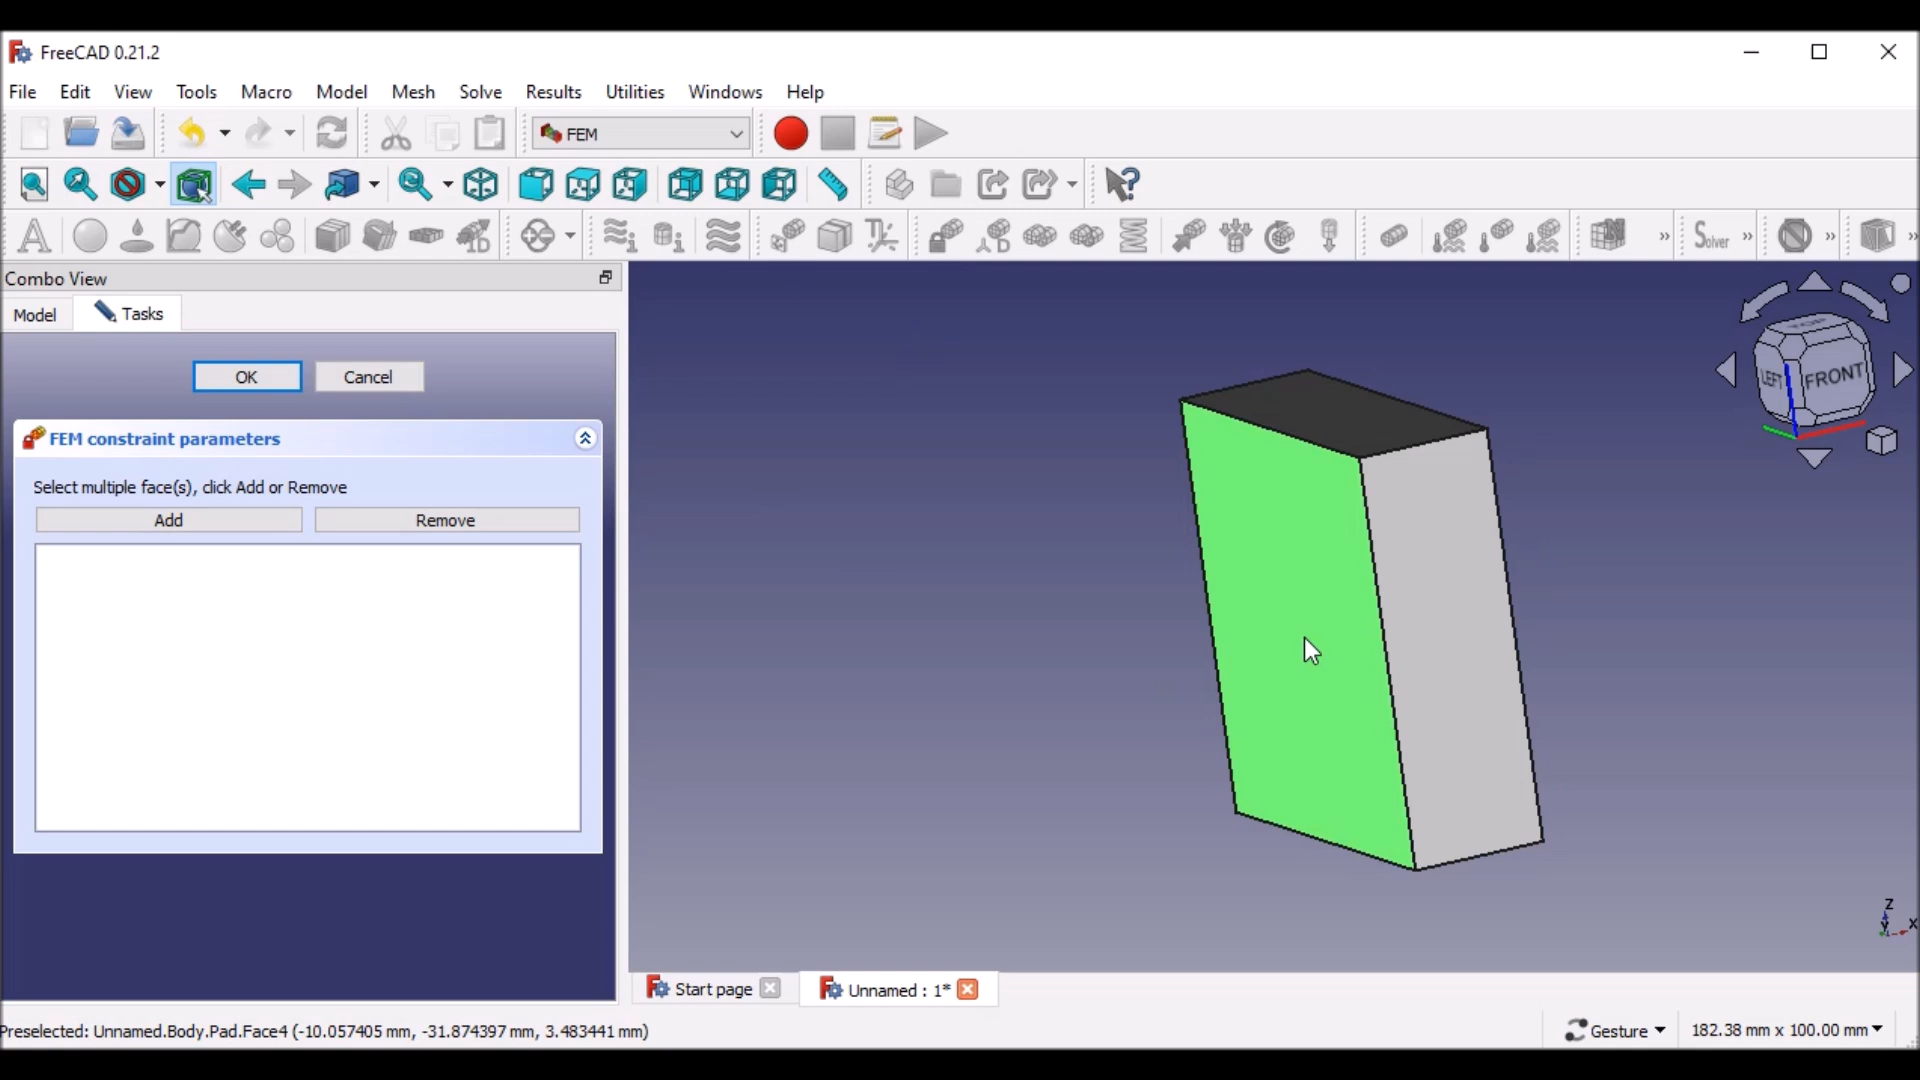 FreeCAD 0.21.2
File Edit View Tools Macro Model Mesh Solve Results Utilities Windows Help
FEM
A
Solver
Combo View
Model Tasks
OK Cancel
FEM constraint parameters
Select multiple face(s), click Add or Remove
Add Remove
TOP
LEFT FRONT
Z
Y X
Start page Unnamed : 1*
Preselected: Unnamed.Body.Pad.Face4 (-10.057405 mm, -31.874397 mm, 3.483441 mm) Gesture 182.38 mm x 100.00 mm